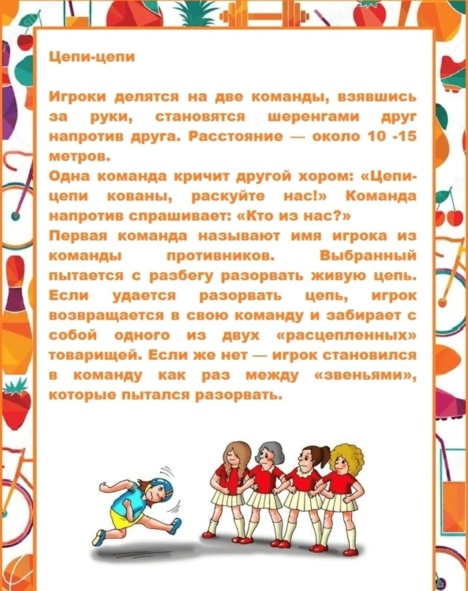 Цепи-цепи
Игроки делятся на две команды, взявшись
за руки, становятся шеренгами друг
напротив друга. Расстояние — около 10 -15
метров.
Одна команда кричит другой хором: «Цепи-
цепи кованы, раскуйте нас!» Команда
напротив спрашивает: «Кто из нас?»
Первая команда называют имя игрока из
команды противников. Выбранный
пытается с разбегу разорвать живую цепь.
Если удается разорвать цепь, игрок
возвращается в свою команду и забирает с
собой одного из двух «расцепленных»
товарищей. Если же нет — игрок становился
в команду как раз между «звеньями»,
которые пытался разорвать.